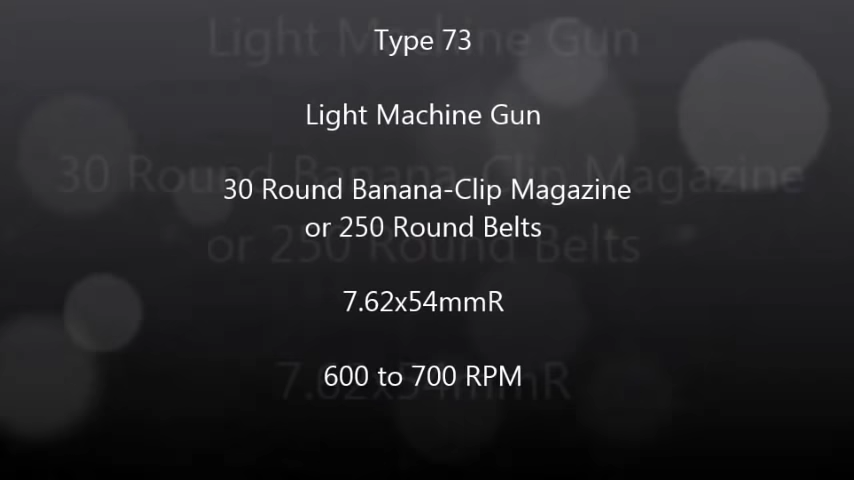 Type 73
Light Machine Gun
30 Round Banana-Clip Magazine
or 250 Round Belts
7.62x54mmR
600 to 700 RPM